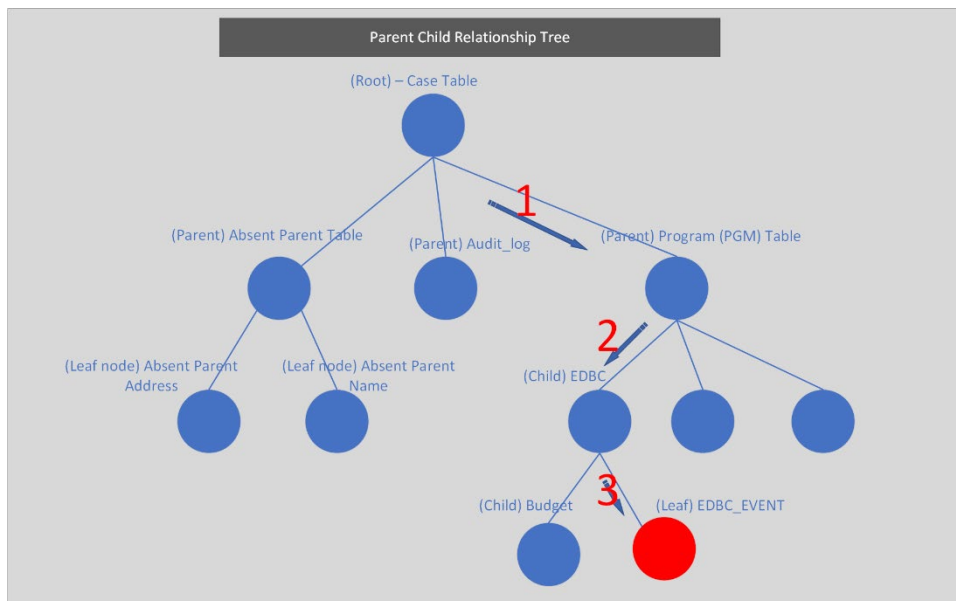 Parent Child Relationship Tree
(Root) – Case Table
1
(Parent) Absent Parent Table
(Parent) Audit_log
(Parent) Program (PGM) Table
2
(Leaf node) Absent Parent
Address
(Leaf node) Absent Parent
Name
(Child) EDBC
3
(Child) Budget
(Leaf) EDBC_EVENT